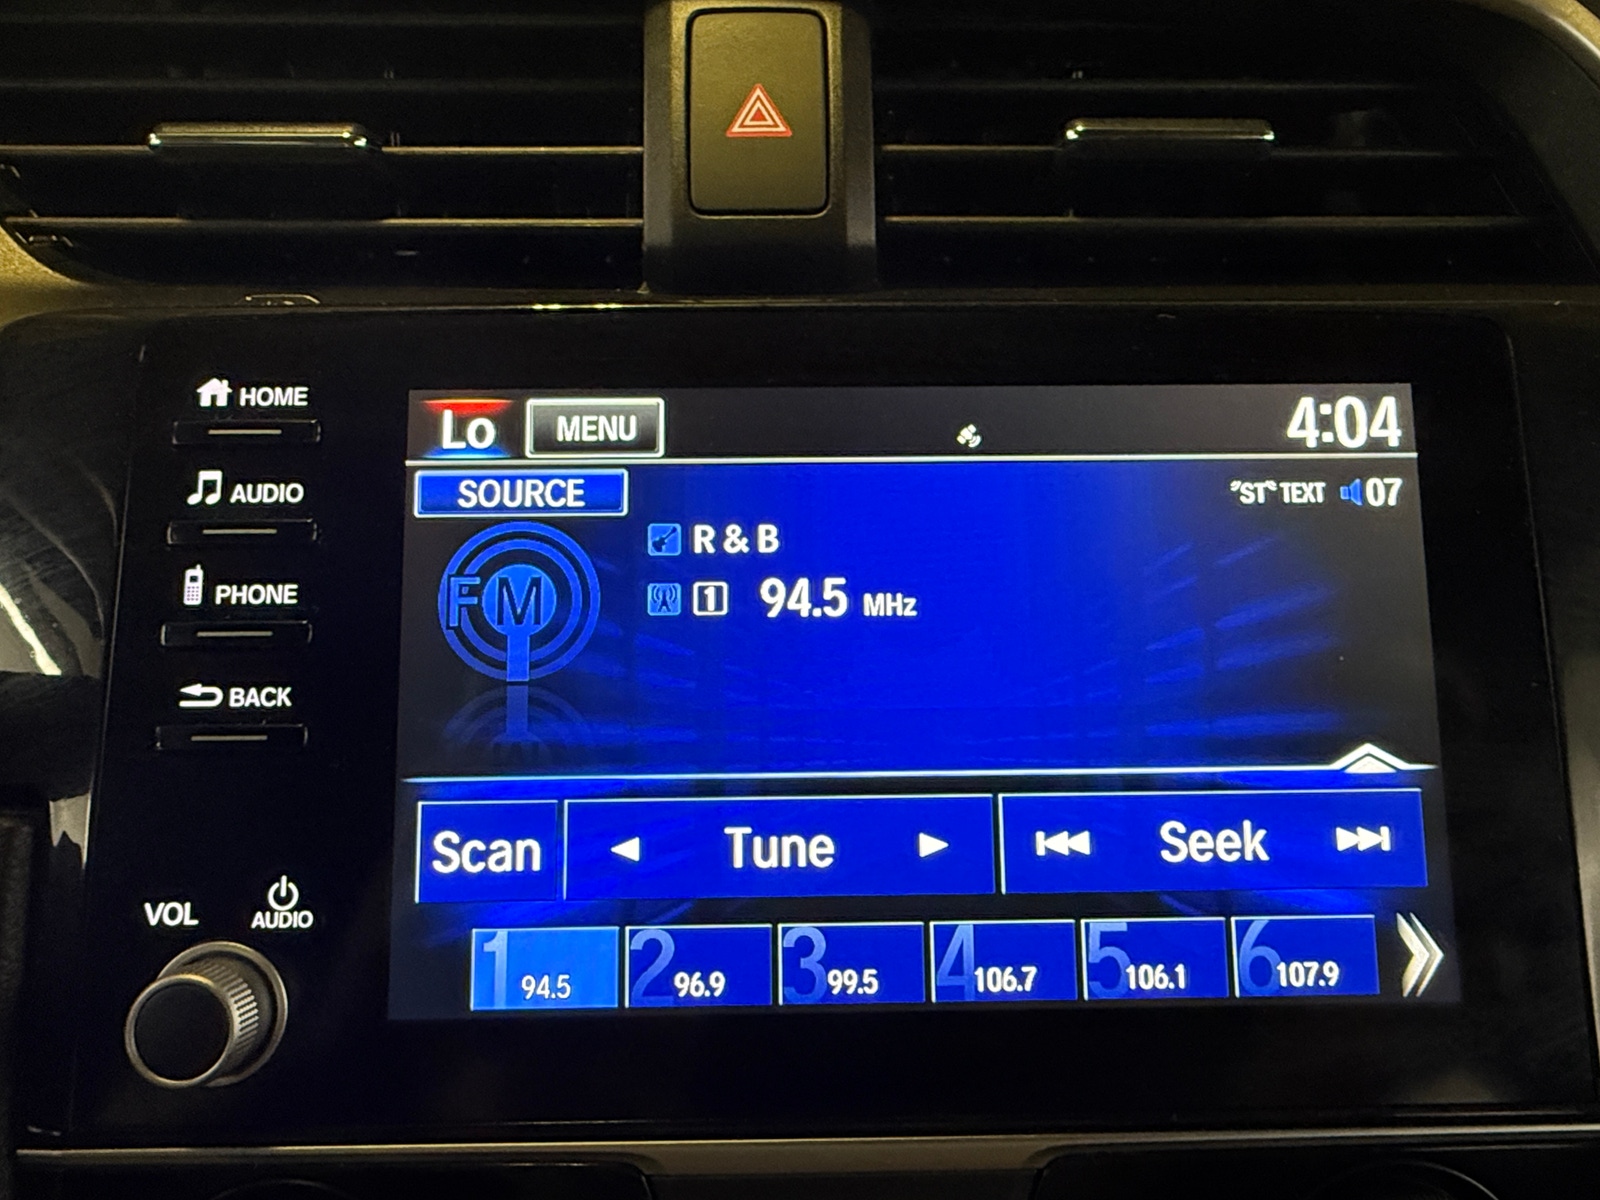 HOME
AUDIO
PHONE
BACK
VOL
AUDIO
Lo MENU 4:04
SOURCE "ST" TEXT 07
FM
R & B
1 94.5 MHz
Scan Tune Seek
1 94.5 2 96.9 3 99.5 4 106.7 5 106.1 6 107.9